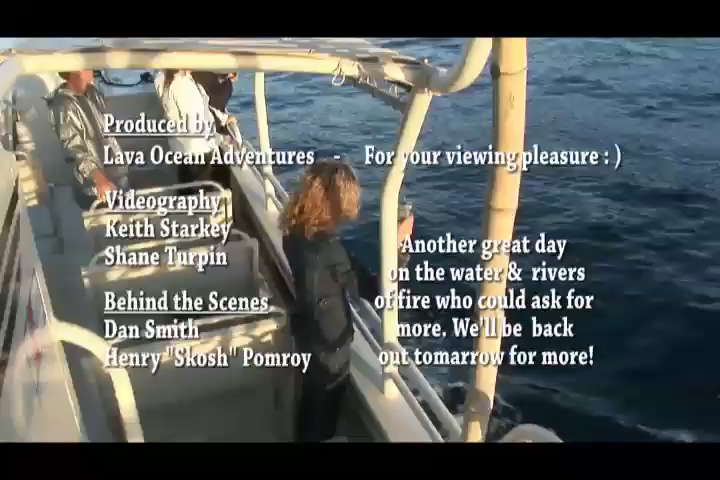 Produced by
Lava Ocean Adventures - For your viewing pleasure : )
Videography
Keith Starkey
Shane Turpin
Behind the Scenes
Dan Smith
Henry "Skosh" Pomroy
Another great day
on the water & rivers
of fire who could ask for
more. We'll be back
out tomarrow for more!